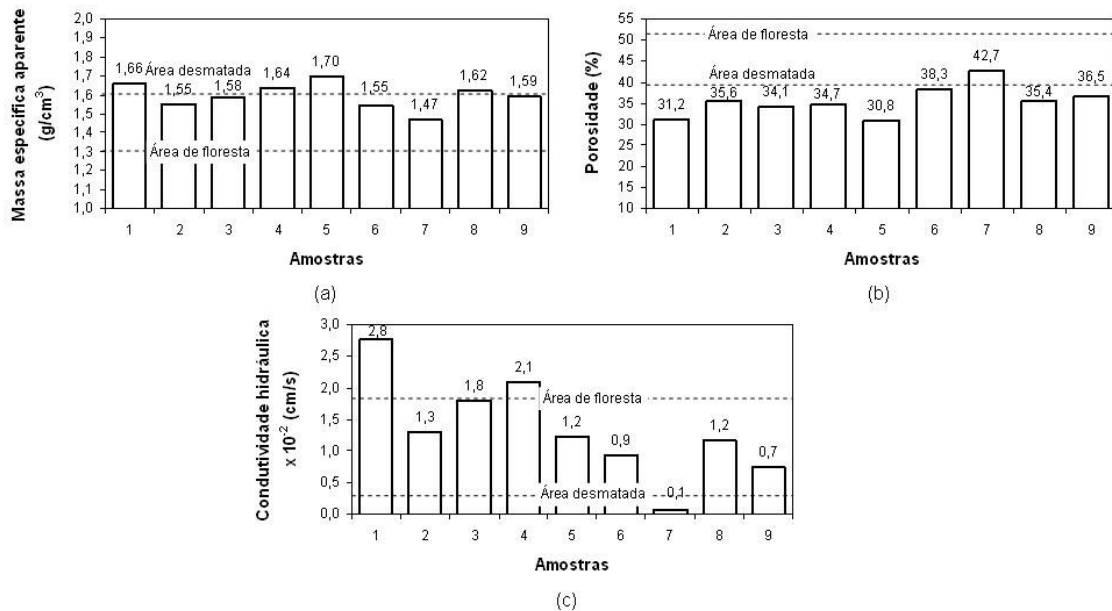 Massa específica aparente
(g/cm³)
2,0
1,9
1,8
1,7
1,6
1,5
1,4
1,3
1,2
1,1
1,0
1,66
1,55
1,58
1,64
1,70
1,55
1,47
1,62
1,59
Área desmatada
Área de floresta
1 2 3 4 5 6 7 8 9
Amostras
(a)
Porosidade (%)
55
50
45
40
35
30
25
20
15
10
Área de floresta
Área desmatada
31,2
35,6
34,1
34,7
30,8
38,3
42,7
35,4
36,5
1 2 3 4 5 6 7 8 9
Amostras
(b)
Condutividade hidráulica
x 10⁻² (cm/s)
3,0
2,5
2,0
1,5
1,0
0,5
0,0
2,8
1,3
1,8
2,1
1,2
0,9
0,1
1,2
0,7
Área de floresta
Área desmatada
1 2 3 4 5 6 7 8 9
Amostras
(c)